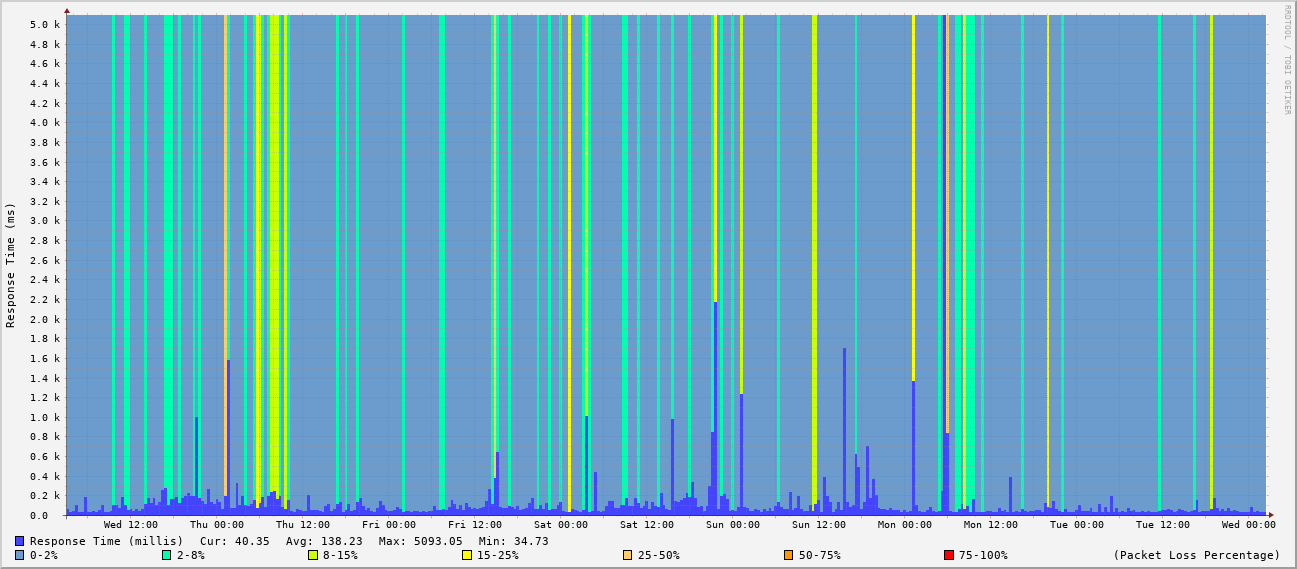 5.0 k
4.8 k
4.6 k
4.4 k
4.2 k
4.0 k
3.8 k
3.6 k
3.4 k
3.2 k
3.0 k
2.8 k
2.6 k
2.4 k
2.2 k
2.0 k
1.8 k
1.6 k
1.4 k
1.2 k
1.0 k
0.8 k
0.6 k
0.4 k
0.2 k
0.0
Response Time (ms)
RRDTOOL / TOBI OETIKER
Wed 12:00 Thu 00:00 Thu 12:00 Fri 00:00 Fri 12:00 Sat 00:00 Sat 12:00 Sun 00:00 Sun 12:00 Mon 00:00 Mon 12:00 Tue 00:00 Tue 12:00 Wed 00:00
Response Time (millis) Cur: 40.35 Avg: 138.23 Max: 5093.05 Min: 34.73
0-2% 2-8% 8-15% 15-25% 25-50% 50-75% 75-100% (Packet Loss Percentage)